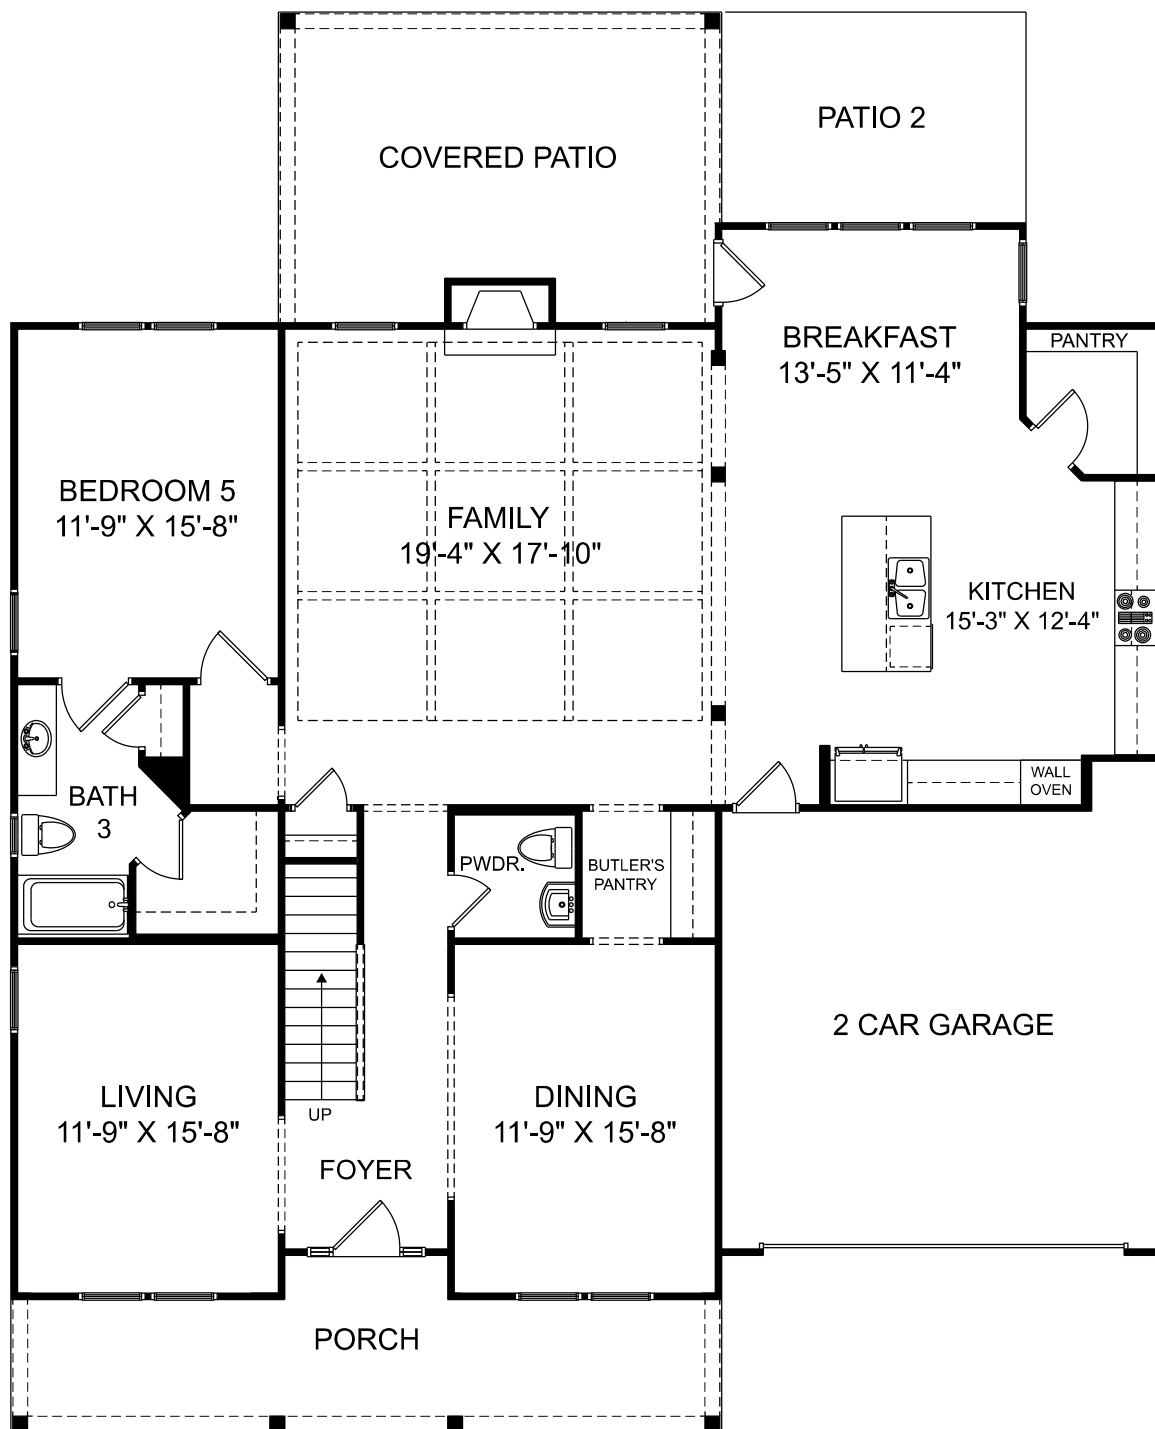 PATIO 2
COVERED PATIO
BREAKFAST
13'-5" X 11'-4"
PANTRY
BEDROOM 5
11'-9" X 15'-8"
FAMILY
19'-4" X 17'-10"
KITCHEN
15'-3" X 12'-4"
WALL
OVEN
BATH
3
PWDR.
BUTLER'S
PANTRY
2 CAR GARAGE
LIVING
11'-9" X 15'-8"
UP
DINING
11'-9" X 15'-8"
FOYER
PORCH